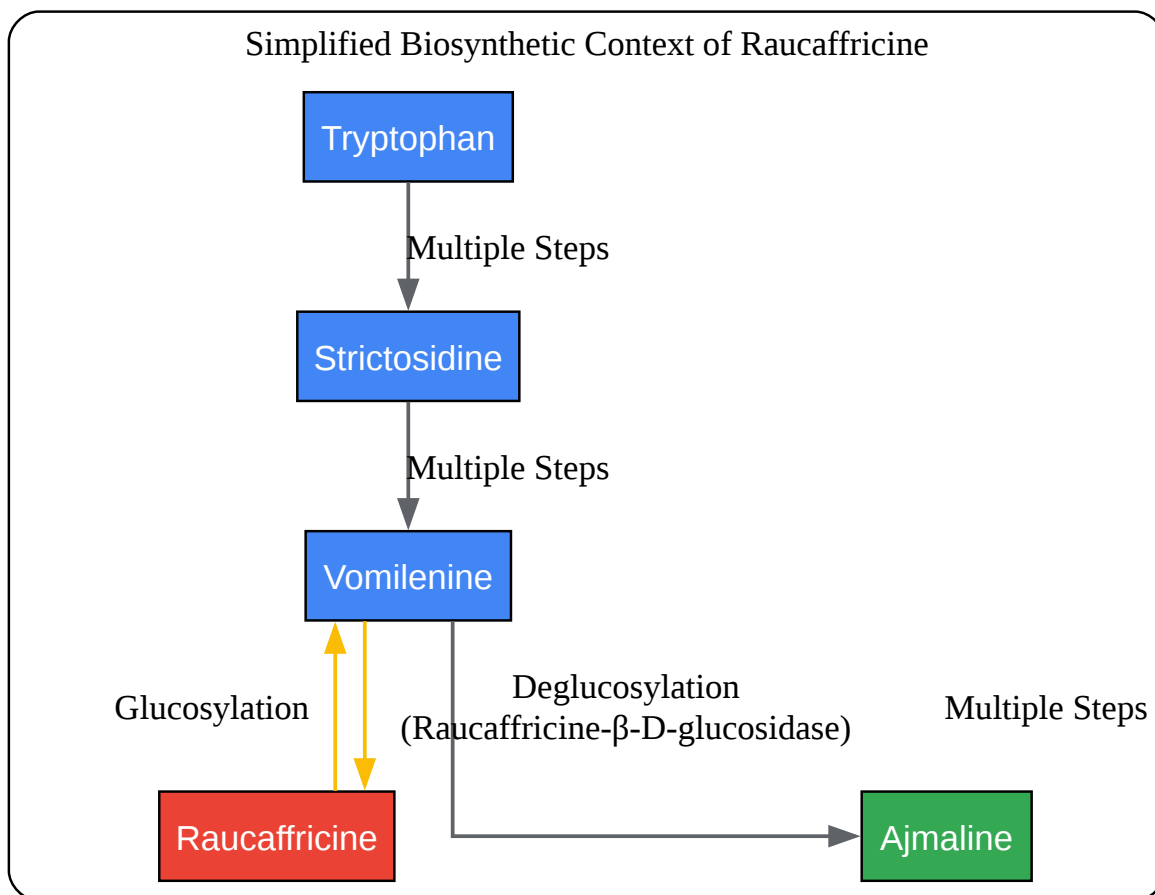 Simplified Biosynthetic Context of Raucaffricine
Tryptophan
Multiple Steps
Strictosidine
Multiple Steps
Vomilenine
Glucosylation
Deglucosylation
(Raucaffricine-β-D-glucosidase)
Multiple Steps
Raucaffricine
Ajmaline